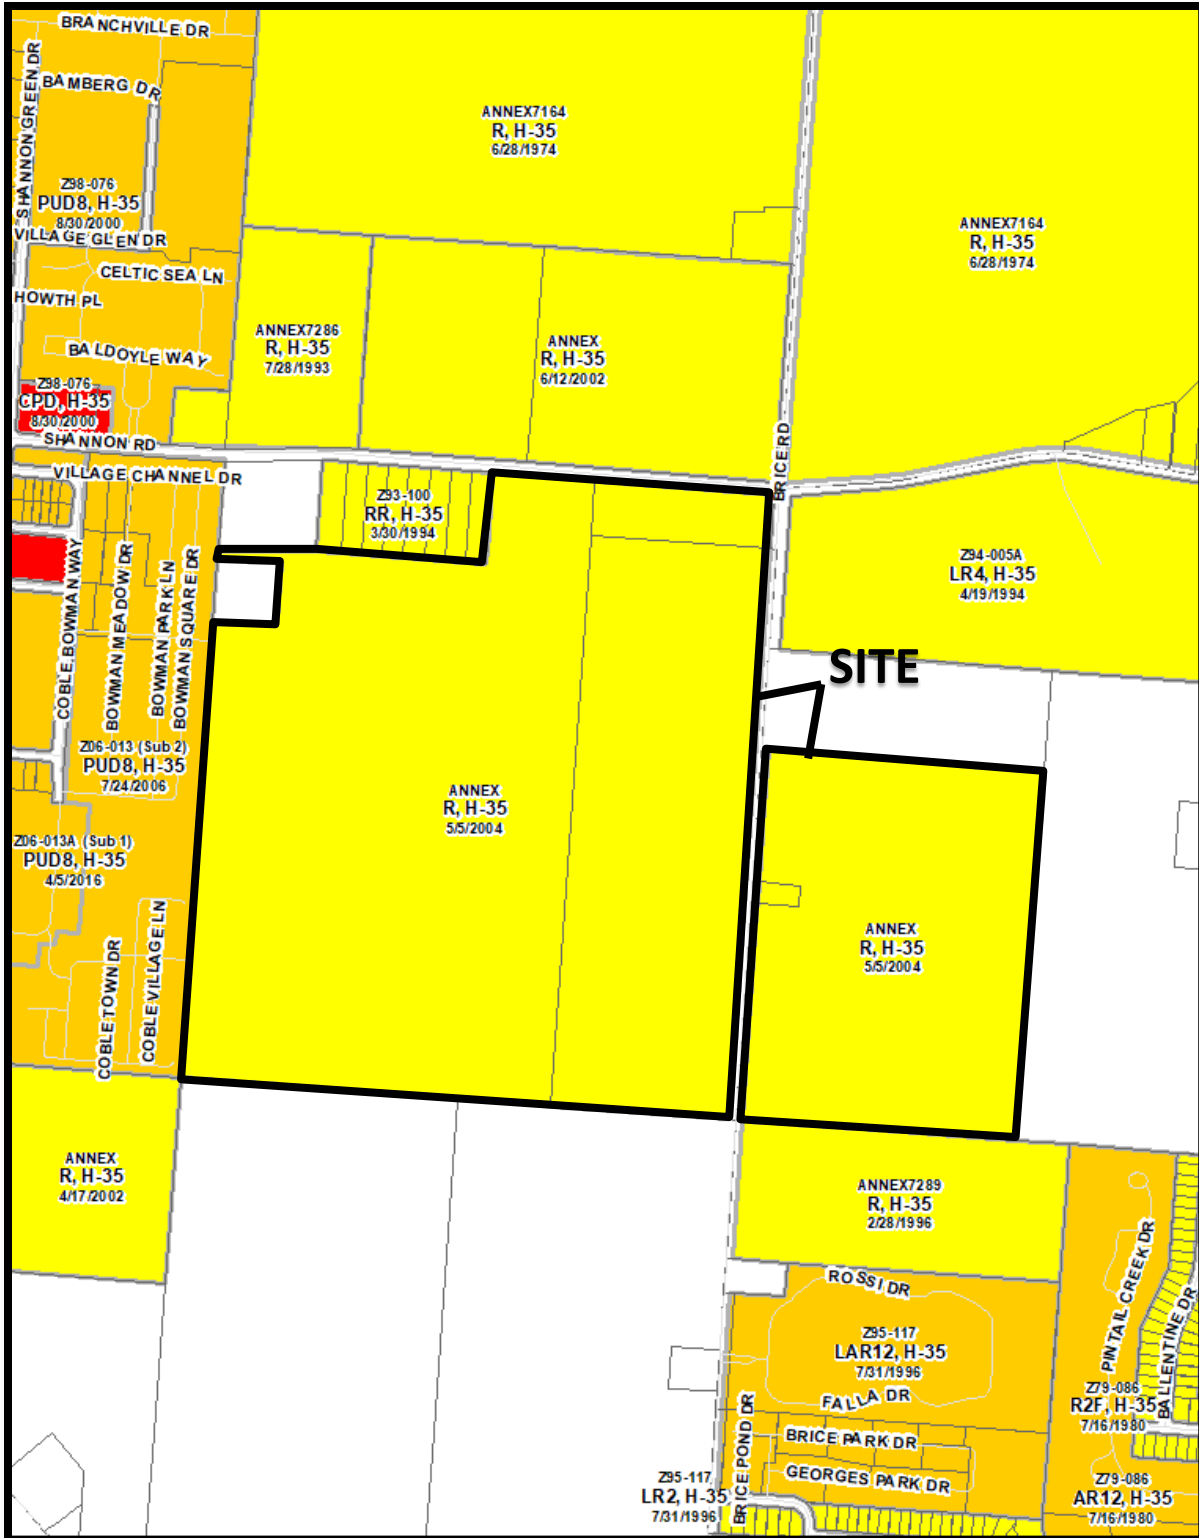 BRANCHVILLE DR
SHANNON GREEN DR
BAMBERG DR
ANNEX7164
R, H-35
6/28/1974
Z98-076
PUD8, H-35
8/30/2000
VILLAGE GLEN DR
ANNEX7164
R, H-35
6/28/1974
CELTIC SEA LN
HOWTH PL
BALDOYLE WAY
ANNEX7286
R, H-35
7/28/1993
ANNEX
R, H-35
6/12/2002
Z98-076
CPD, H-35
8/30/2000
SHANNON RD
BRICE RD
VILLAGE CHANNEL DR
Z93-100
RR, H-35
3/30/1994
COBLE BOWMAN WAY
BOWMAN MEADOW DR
BOWMAN PARK LN
BOWMAN SQUARE DR
Z94-005A
LR4, H-35
4/19/1994
SITE
Z06-013 (Sub 2)
PUD8, H-35
7/24/2006
ANNEX
R, H-35
5/5/2004
Z06-013A (Sub 1)
PUD8, H-35
4/5/2016
COBLE TOWN DR
COBLE VILLAGE LN
ANNEX
R, H-35
5/5/2004
ANNEX
R, H-35
4/17/2002
ANNEX7289
R, H-35
2/28/1996
ROSSI DR
PINTAIL CREEK DR
BALLENTINE DR
Z95-117
LAR12, H-35
7/31/1996
FALLA DR
Z79-086
R2F, H-35
7/16/1980
BRICE POND DR
BRICE PARK DR
GEORGES PARK DR
Z95-117
LR2, H-35
7/31/1996
Z79-086
AR12, H-35
7/16/1980